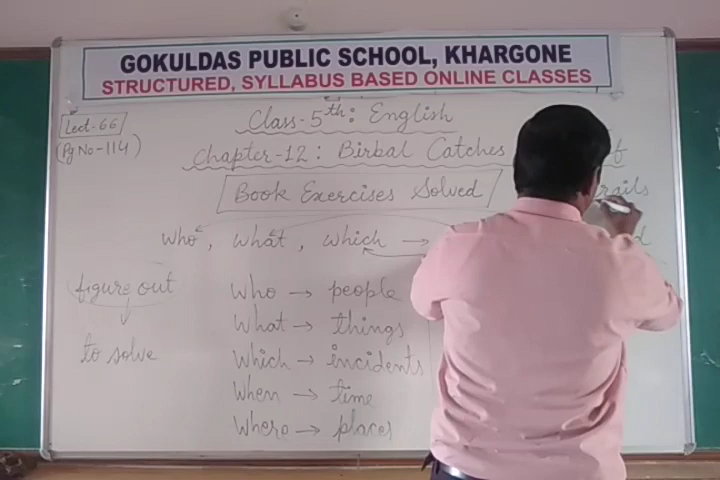 GOKULDAS PUBLIC SCHOOL, KHARGONE
STRUCTURED, SYLLABUS BASED ONLINE CLASSES
Lect-66
(Pg No-114)
Class-5th: English
Chapter-12: Birbal Catches
Book Exercises Solved
who, what, which →
figure out
to solve
Who → people
What → things
Which → incidents
When → time
Where → places